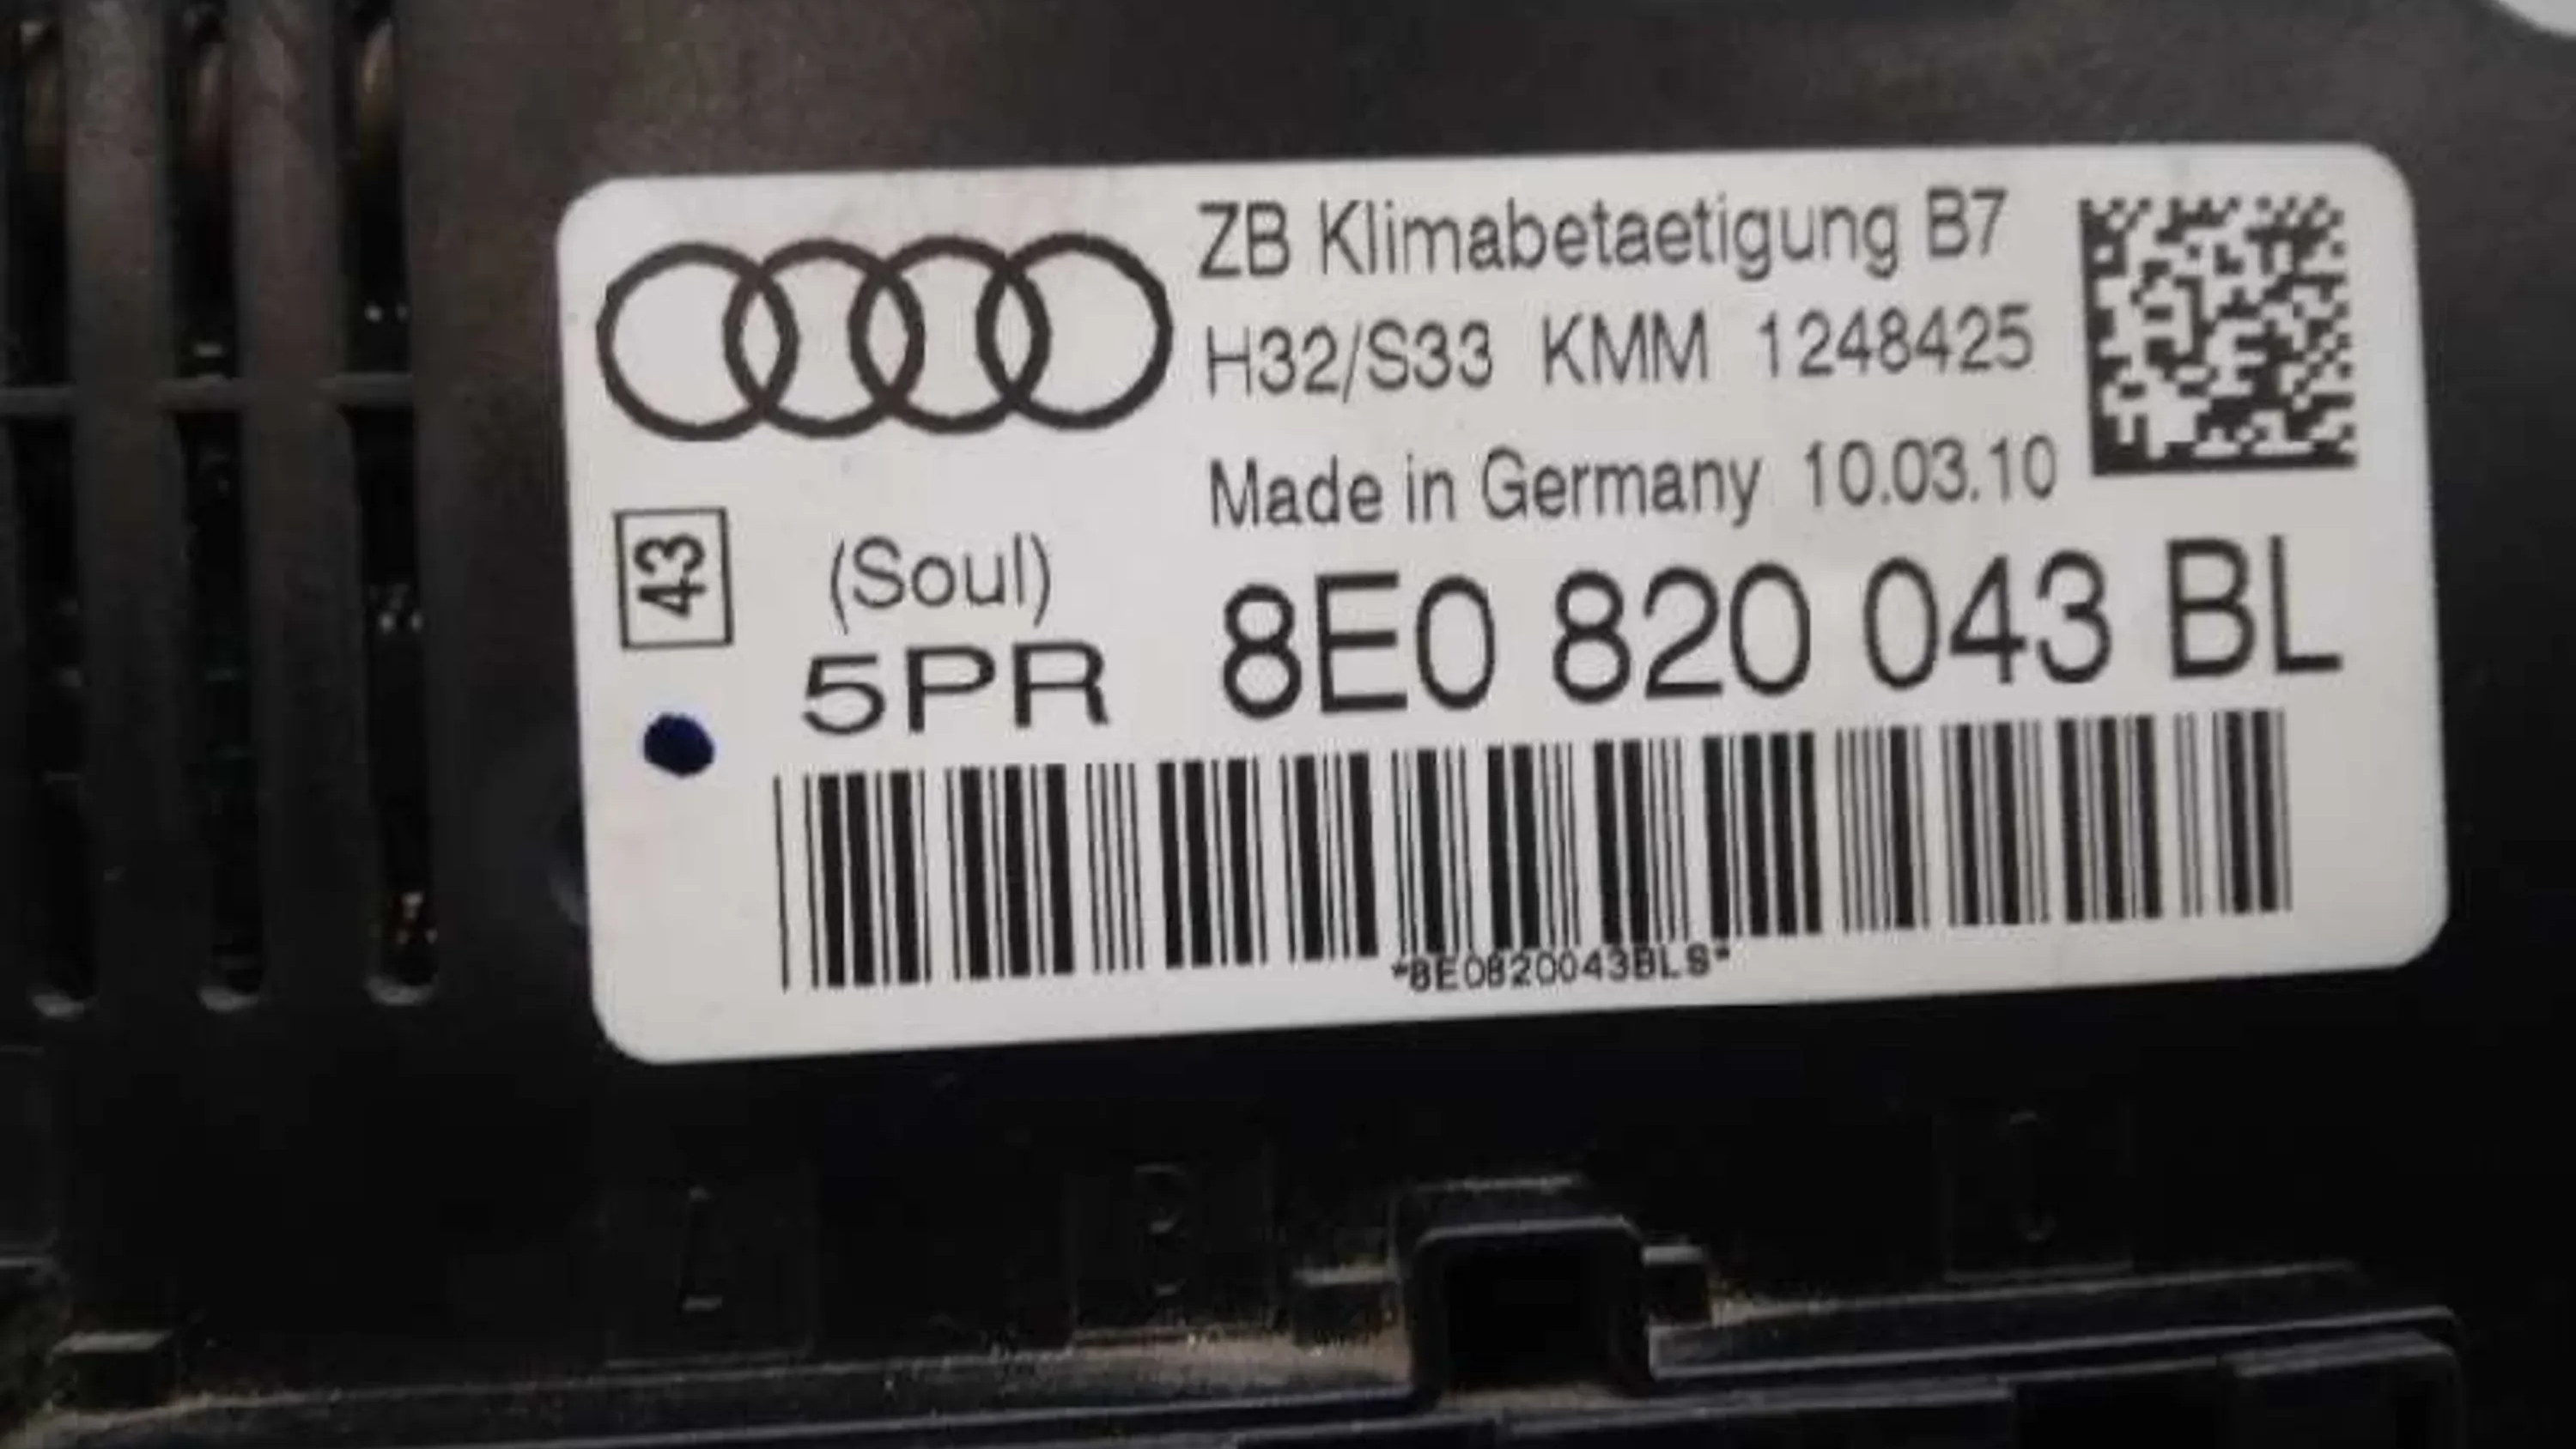 ZB Klimabetaetigung B7
H32/S33 KMM 1248425
Made in Germany 10.03.10
43
(Soul)
5PR 8E0 820 043 BL
*8E0820043BLS*